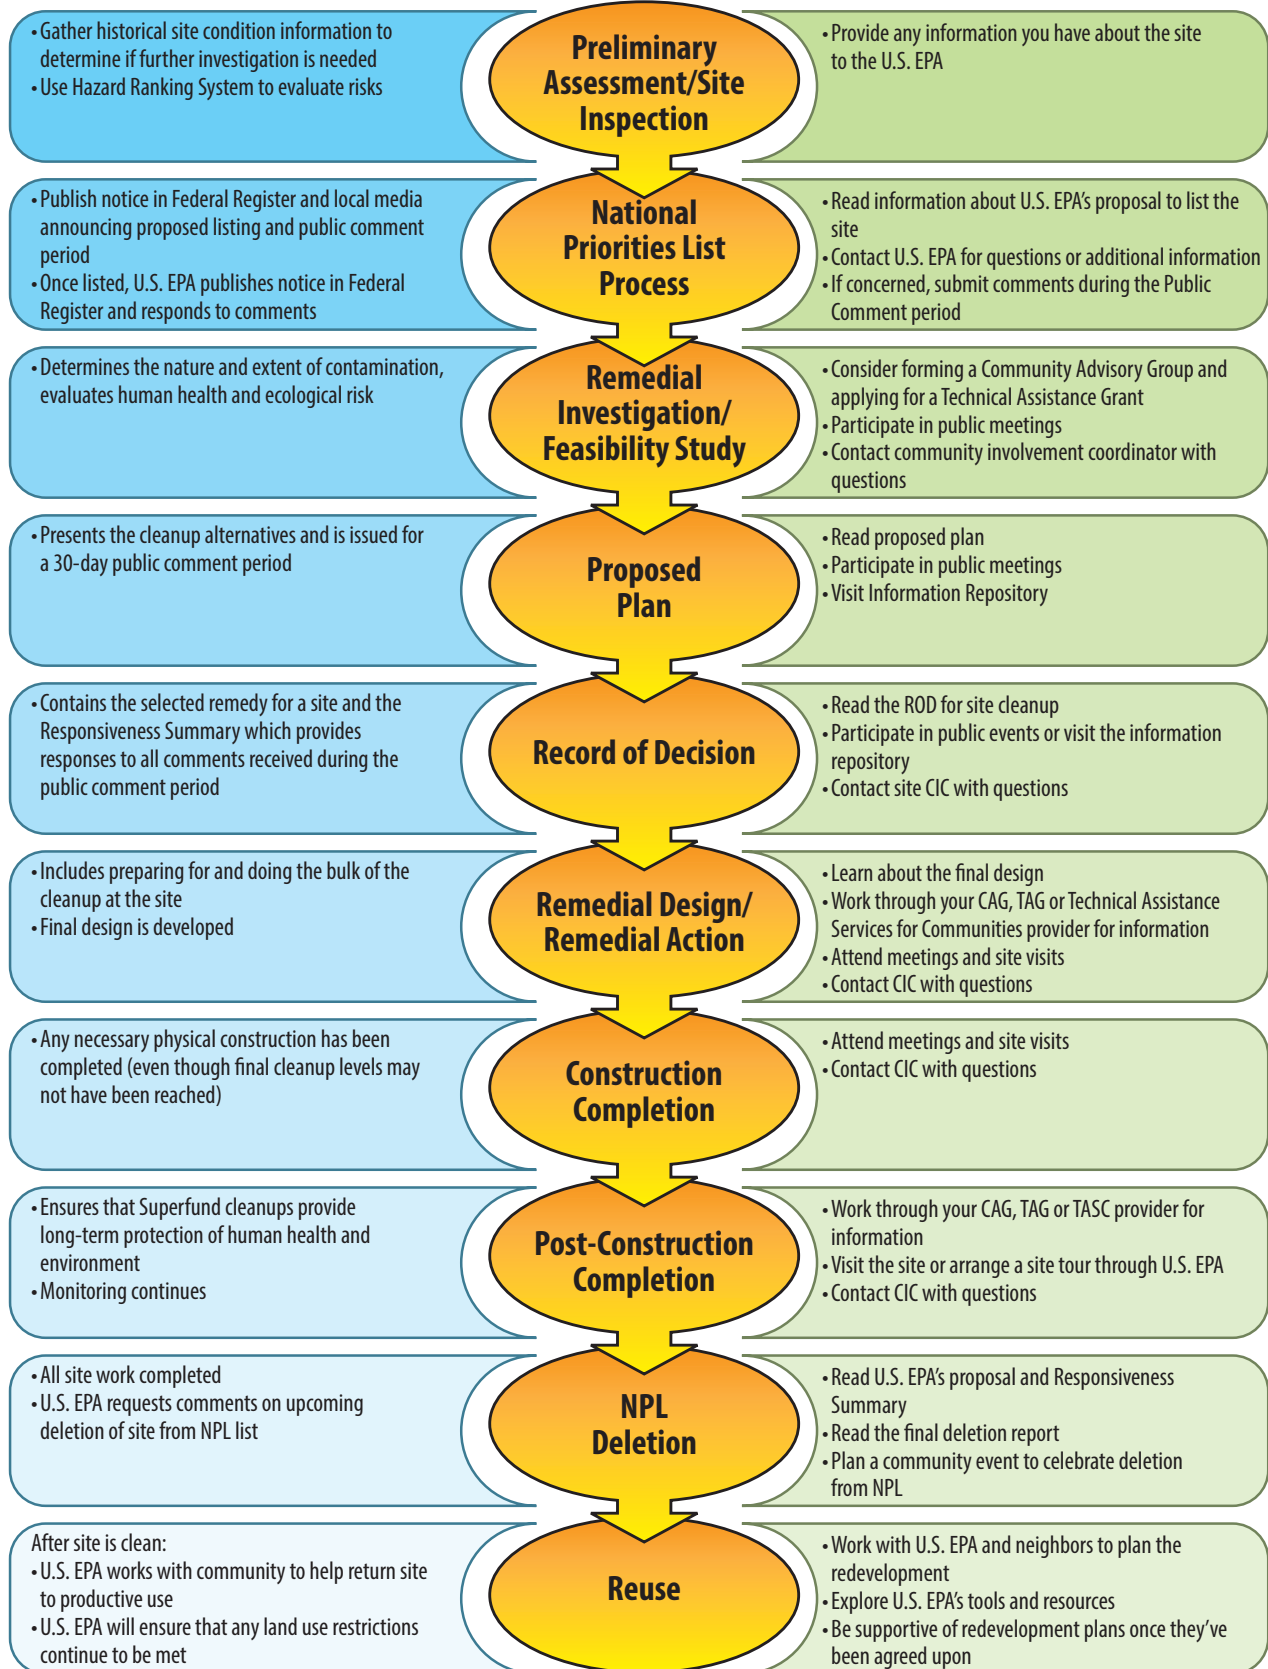 • Gather historical site condition information to
determine if further investigation is needed
• Use Hazard Ranking System to evaluate risks
Preliminary
Assessment/Site
Inspection
• Provide any information you have about the site
to the U.S. EPA
• Publish notice in Federal Register and local media
announcing proposed listing and public comment
period
• Once listed, U.S. EPA publishes notice in Federal
Register and responds to comments
National
Priorities List
Process
• Read information about U.S. EPA’s proposal to list the
site
• Contact U.S. EPA for questions or additional information
• If concerned, submit comments during the Public
Comment period
• Determines the nature and extent of contamination,
evaluates human health and ecological risk
Remedial
Investigation/
Feasibility Study
• Consider forming a Community Advisory Group and
applying for a Technical Assistance Grant
• Participate in public meetings
• Contact community involvement coordinator with
questions
• Presents the cleanup alternatives and is issued for
a 30-day public comment period
Proposed
Plan
• Read proposed plan
• Participate in public meetings
• Visit Information Repository
• Contains the selected remedy for a site and the
Responsiveness Summary which provides
responses to all comments received during the
public comment period
Record of Decision
• Read the ROD for site cleanup
• Participate in public events or visit the information
repository
• Contact site CIC with questions
• Includes preparing for and doing the bulk of the
cleanup at the site
• Final design is developed
Remedial Design/
Remedial Action
• Learn about the final design
• Work through your CAG, TAG or Technical Assistance
Services for Communities provider for information
• Attend meetings and site visits
• Contact CIC with questions
• Any necessary physical construction has been
completed (even though final cleanup levels may
not have been reached)
Construction
Completion
• Attend meetings and site visits
• Contact CIC with questions
• Ensures that Superfund cleanups provide
long-term protection of human health and
environment
• Monitoring continues
Post-Construction
Completion
• Work through your CAG, TAG or TASC provider for
information
• Visit the site or arrange a site tour through U.S. EPA
• Contact CIC with questions
• All site work completed
• U.S. EPA requests comments on upcoming
deletion of site from NPL list
NPL
Deletion
• Read U.S. EPA’s proposal and Responsiveness
Summary
• Read the final deletion report
• Plan a community event to celebrate deletion
from NPL
After site is clean:
• U.S. EPA works with community to help return site
to productive use
• U.S. EPA will ensure that any land use restrictions
continue to be met
Reuse
• Work with U.S. EPA and neighbors to plan the
redevelopment
• Explore U.S. EPA’s tools and resources
• Be supportive of redevelopment plans once they’ve
been agreed upon